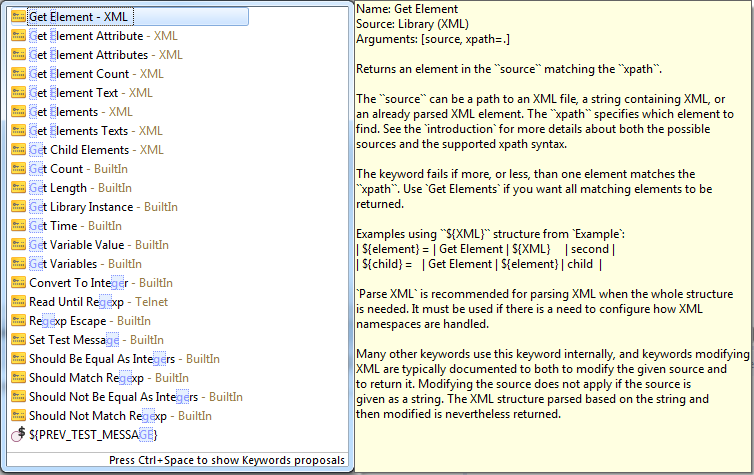 Get Element - XML
Get Element Attribute - XML
Get Element Attributes - XML
Get Element Count - XML
Get Element Text - XML
Get Elements - XML
Get Elements Texts - XML
Get Child Elements - XML
Get Count - BuiltIn
Get Length - BuiltIn
Get Library Instance - BuiltIn
Get Time - BuiltIn
Get Variable Value - BuiltIn
Get Variables - BuiltIn
Convert To Integer - BuiltIn
Read Until Regexp - Telnet
Regexp Escape - BuiltIn
Set Test Message - BuiltIn
Should Be Equal As Integers - BuiltIn
Should Match Regexp - BuiltIn
Should Not Be Equal As Integers - BuiltIn
Should Not Match Regexp - BuiltIn
${PREV_TEST_MESSAGE}
Press Ctrl+Space to show Keywords proposals
Name: Get Element
Source: Library (XML)
Arguments: [source, xpath=.]
Returns an element in the ``source`` matching the ``xpath``.
The ``source`` can be a path to an XML file, a string containing XML, or
an already parsed XML element. The ``xpath`` specifies which element to
find. See the `introduction` for more details about both the possible
sources and the supported xpath syntax.
The keyword fails if more, or less, than one element matches the
``xpath``. Use `Get Elements` if you want all matching elements to be
returned.
Examples using ``${XML}`` structure from `Example`:
| ${element} = | Get Element | ${XML} | second |
| ${child} = | Get Element | ${element} | child |
`Parse XML` is recommended for parsing XML when the whole structure
is needed. It must be used if there is a need to configure how XML
namespaces are handled.
Many other keywords use this keyword internally, and keywords modifying
XML are typically documented to both to modify the given source and
to return it. Modifying the source does not apply if the source is
given as a string. The XML structure parsed based on the string and
then modified is nevertheless returned.